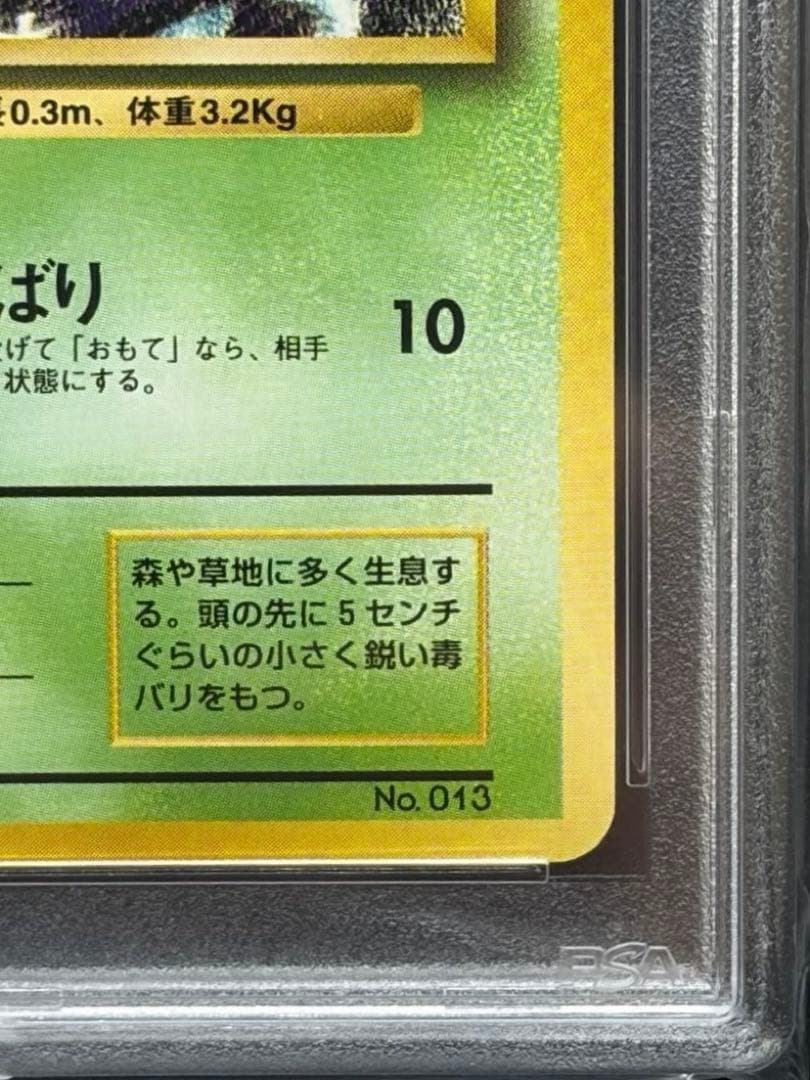 0.3m、体重3.2Kg
ばり
10
げて「おもて」なら、相手
状態にする。
森や草地に多く生息す
る。頭の先に5センチ
ぐらいの小さく鋭い毒
バリをもつ。
No. 013
PSA